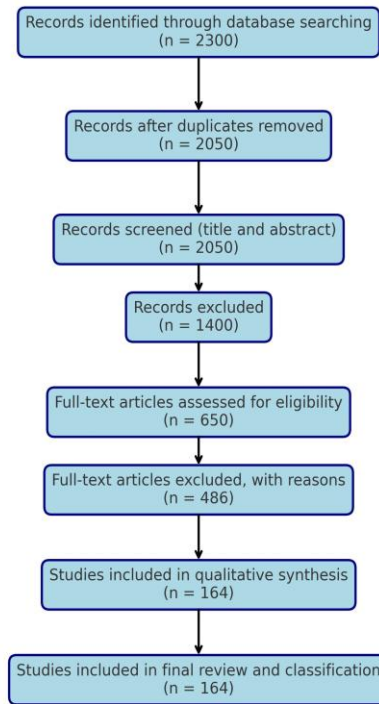 Records identified through database searching
(n = 2300)
Records after duplicates removed
(n = 2050)
Records screened (title and abstract)
(n = 2050)
Records excluded
(n = 1400)
Full-text articles assessed for eligibility
(n = 650)
Full-text articles excluded, with reasons
(n = 486)
Studies included in qualitative synthesis
(n = 164)
Studies included in final review and classification
(n = 164)